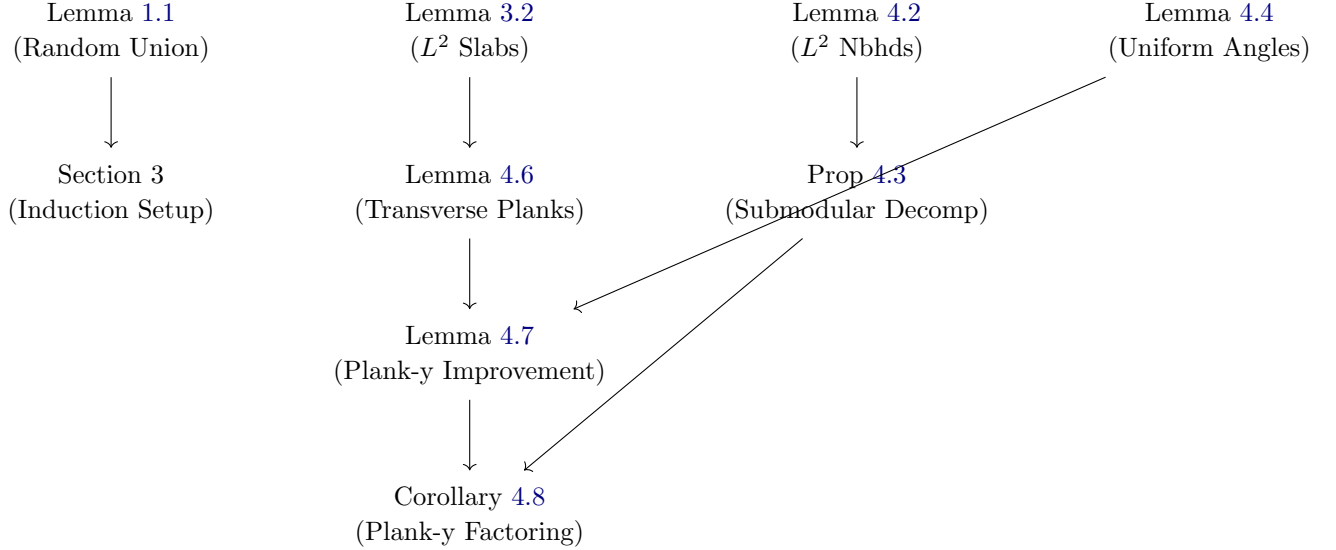 Lemma 1.1
(Random Union)
Lemma 3.2
(L² Slabs)
Lemma 4.2
(L² Nbhds)
Lemma 4.4
(Uniform Angles)
Section 3
(Induction Setup)
Lemma 4.6
(Transverse Planks)
Prop 4.3
(Submodular Decomp)
Lemma 4.7
(Plank-y Improvement)
Corollary 4.8
(Plank-y Factoring)